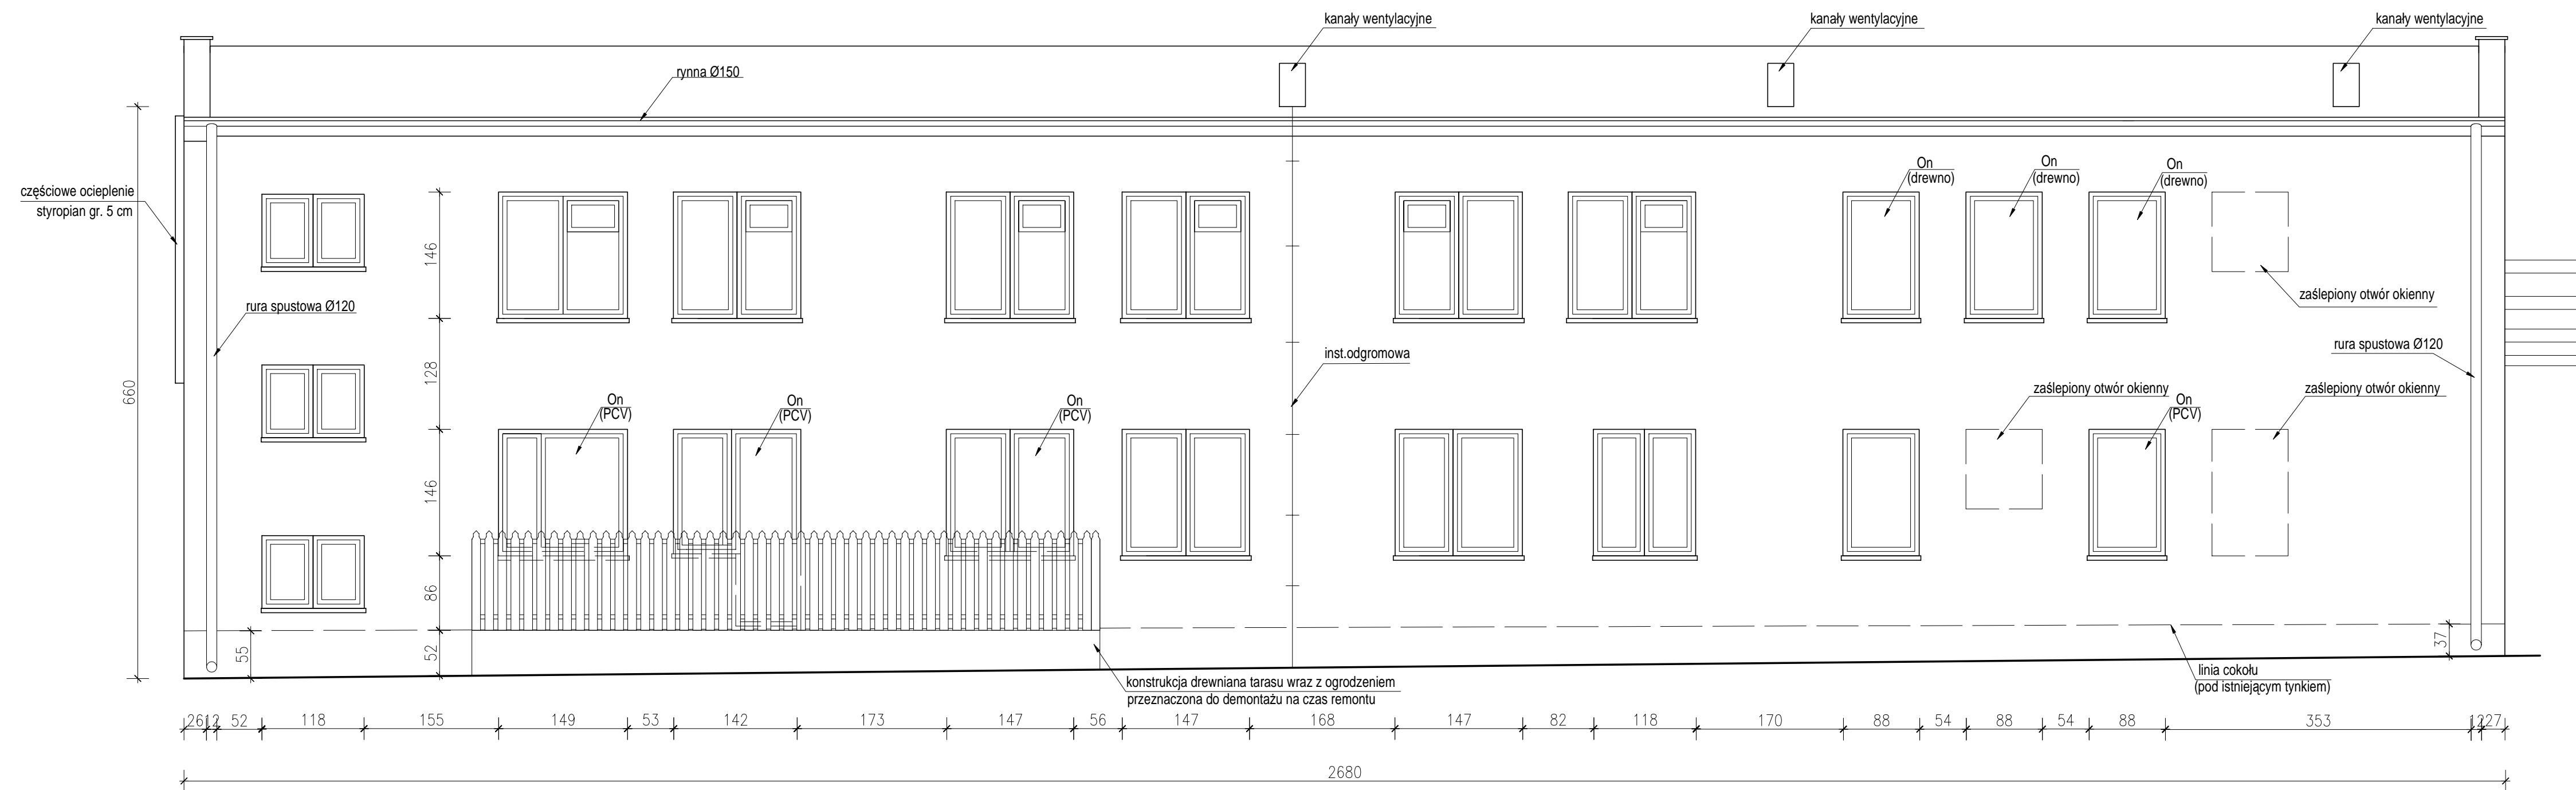 kanały wentylacyjne
kanały wentylacyjne
kanały wentylacyjne
rynna Ø150
częściowe ocieplenie
styropian gr. 5 cm
On
(drewno)
On
(drewno)
On
(drewno)
146
zaślepiony otwór okienny
rura spustowa Ø120
660
128
inst.odgromowa
rura spustowa Ø120
On
(PCV)
On
(PCV)
On
(PCV)
zaślepiony otwór okienny
On
(PCV)
zaślepiony otwór okienny
146
86
55
52
37
konstrukcja drewniana tarasu wraz z ogrodzeniem
przeznaczona do demontażu na czas remontu
linia cokołu
(pod istniejącym tynkiem)
26 12 52 118 155 149 53 142 173 147 56 147 168 147 82 118 170 88 54 88 54 88 353 12 27
2680